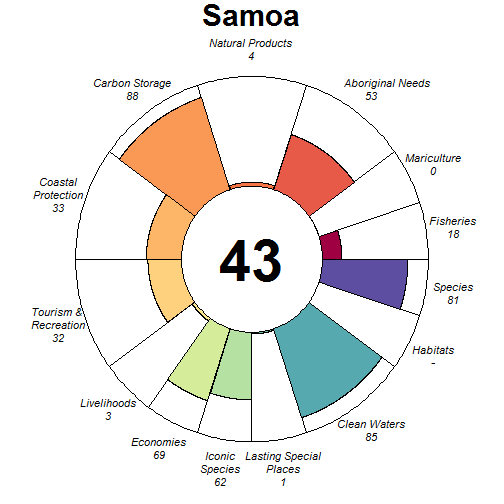 Samoa
Natural Products
4
Carbon Storage
88
Aboriginal Needs
53
Mariculture
0
Coastal
Protection
33
Fisheries
18
43
Species
81
Tourism &
Recreation
32
Habitats
-
Livelihoods
3
Clean Waters
85
Economies
69
Iconic
Species
62
Lasting Special
Places
1